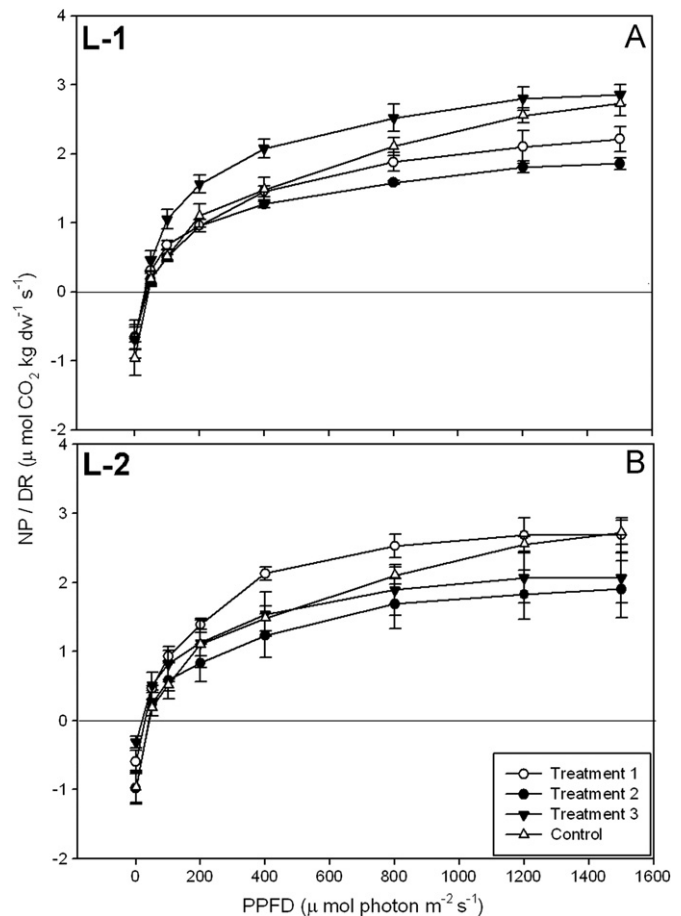 L-1
A
4
3
2
1
0
-1
-2
L-2
B
4
3
2
1
0
-1
-2
NP / DR (μ mol CO₂ kg dw⁻¹ s⁻¹)
Treatment 1
Treatment 2
Treatment 3
Control
0 200 400 600 800 1000 1200 1400 1600
PPFD (μ mol photon m⁻² s⁻¹)